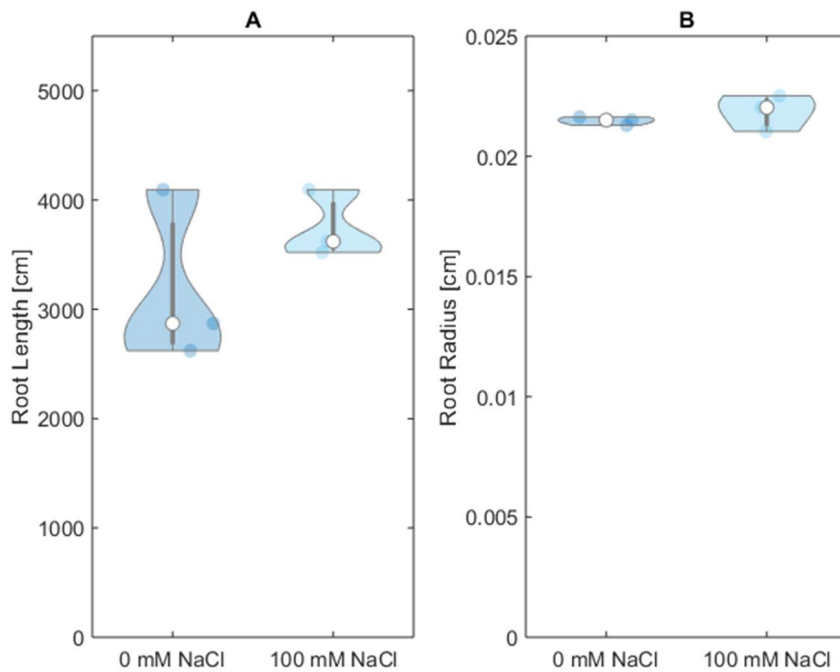 A
Root Length [cm]
5000
4000
3000
2000
1000
0
0 mM NaCl
100 mM NaCl
B
Root Radius [cm]
0.025
0.02
0.015
0.01
0.005
0
0 mM NaCl
100 mM NaCl